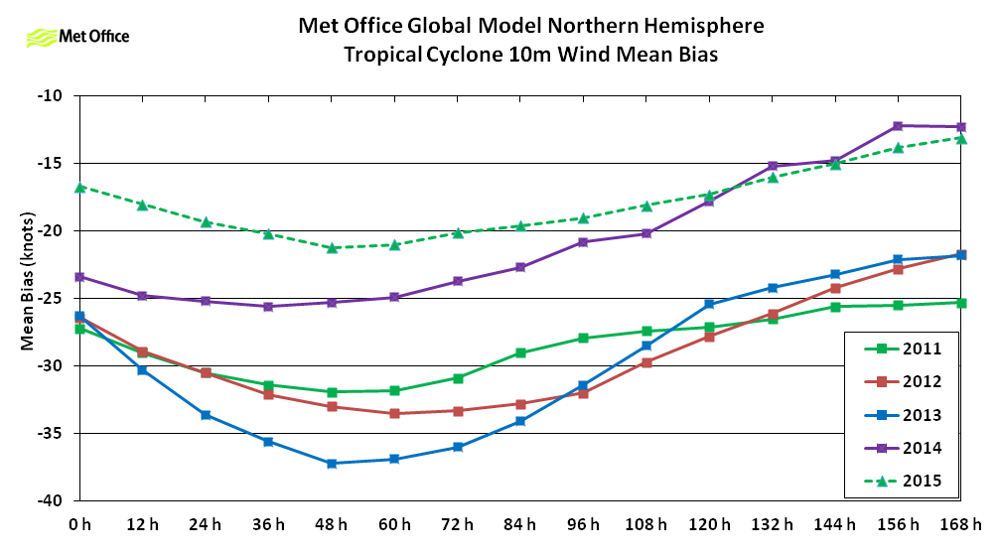 Met Office
Met Office Global Model Northern Hemisphere
Tropical Cyclone 10m Wind Mean Bias
Mean Bias (knots)
-10
-15
-20
-25
-30
-35
-40
0 h 12 h 24 h 36 h 48 h 60 h 72 h 84 h 96 h 108 h 120 h 132 h 144 h 156 h 168 h
2011
2012
2013
2014
2015